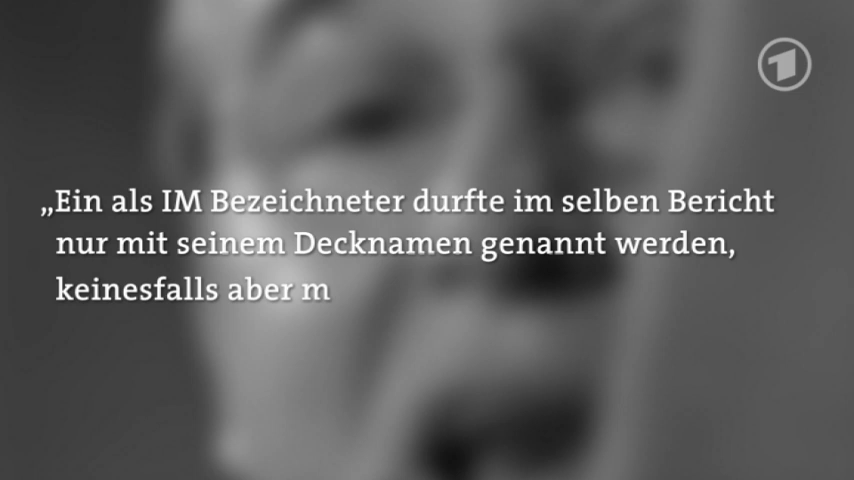 „Ein als IM Bezeichneter durfte im selben Bericht
nur mit seinem Decknamen genannt werden,
keinesfalls aber m